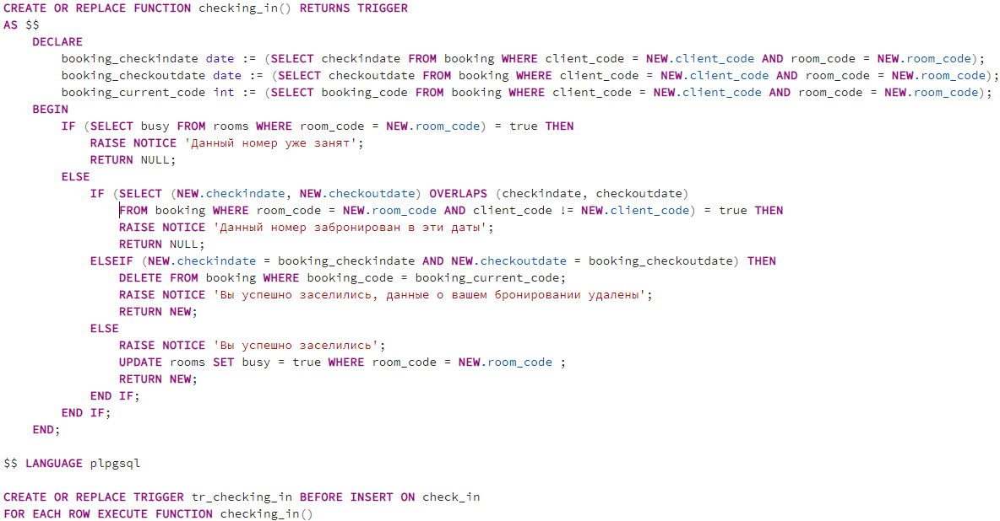 CREATE OR REPLACE FUNCTION checking_in() RETURNS TRIGGER
AS $$
    DECLARE
        booking_checkindate date := (SELECT checkindate FROM booking WHERE client_code = NEW.client_code AND room_code = NEW.room_code);
        booking_checkoutdate date := (SELECT checkoutdate FROM booking WHERE client_code = NEW.client_code AND room_code = NEW.room_code);
        booking_current_code int := (SELECT booking_code FROM booking WHERE client_code = NEW.client_code AND room_code = NEW.room_code);
    BEGIN
        IF (SELECT busy FROM rooms WHERE room_code = NEW.room_code) = true THEN
            RAISE NOTICE 'Данный номер уже занят';
            RETURN NULL;
        ELSE
            IF (SELECT (NEW.checkindate, NEW.checkoutdate) OVERLAPS (checkindate, checkoutdate)
                FROM booking WHERE room_code = NEW.room_code AND client_code != NEW.client_code) = true THEN
                RAISE NOTICE 'Данный номер забронирован в эти даты';
                RETURN NULL;
            ELSEIF (NEW.checkindate = booking_checkindate AND NEW.checkoutdate = booking_checkoutdate) THEN
                DELETE FROM booking WHERE booking_code = booking_current_code;
                RAISE NOTICE 'Вы успешно заселились, данные о вашем бронировании удалены';
                RETURN NEW;
            ELSE
                RAISE NOTICE 'Вы успешно заселились';
                UPDATE rooms SET busy = true WHERE room_code = NEW.room_code ;
                RETURN NEW;
            END IF;
        END IF;
    END;
$$ LANGUAGE plpgsql
CREATE OR REPLACE TRIGGER tr_checking_in BEFORE INSERT ON check_in
FOR EACH ROW EXECUTE FUNCTION checking_in()